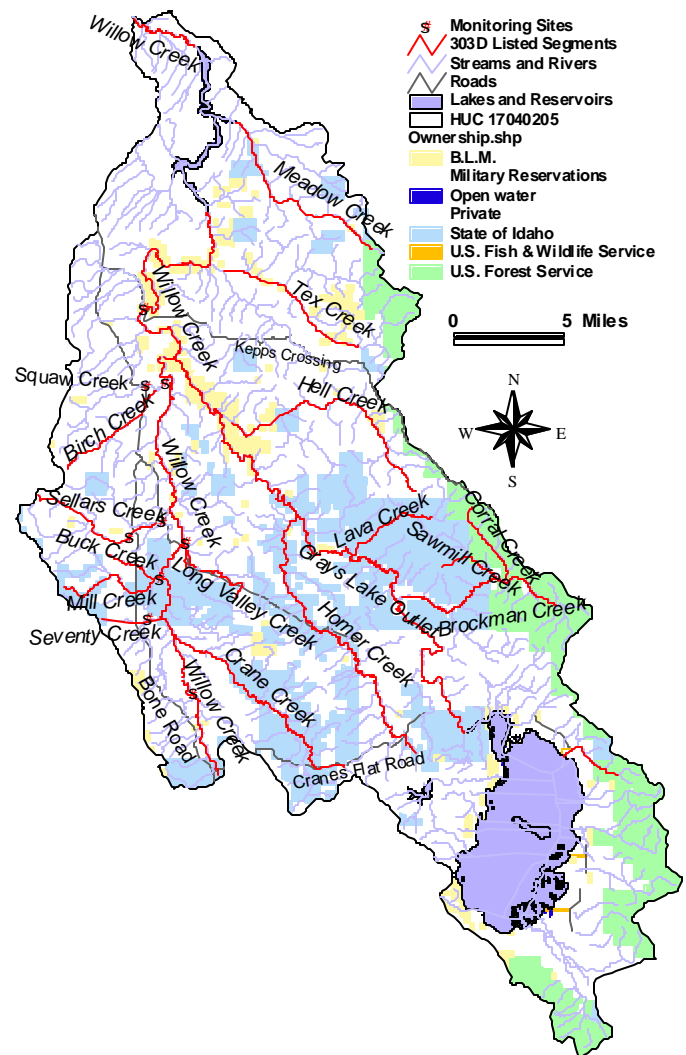 Monitoring Sites
303D Listed Segments
Streams and Rivers
Roads
Lakes and Reservoirs
HUC 17040205
Ownership.shp
B.L.M.
Military Reservations
Open water
Private
State of Idaho
U.S. Fish & Wildlife Service
U.S. Forest Service
0 5 Miles
N
W E
S
Willow Creek
Meadow Creek
Tex Creek
Willow Creek
Kepps Crossing
Squaw Creek
Hell Creek
Birch Creek
Willow Creek
Sellars Creek
Lava Creek
Corral Creek
Sawmill Creek
Buck Creek
Grays Lake Outlet
Long Valley Creek
Mill Creek
Brockman Creek
Homer Creek
Seventy Creek
Crane Creek
Willow Creek
Bone Road
Cranes Flat Road